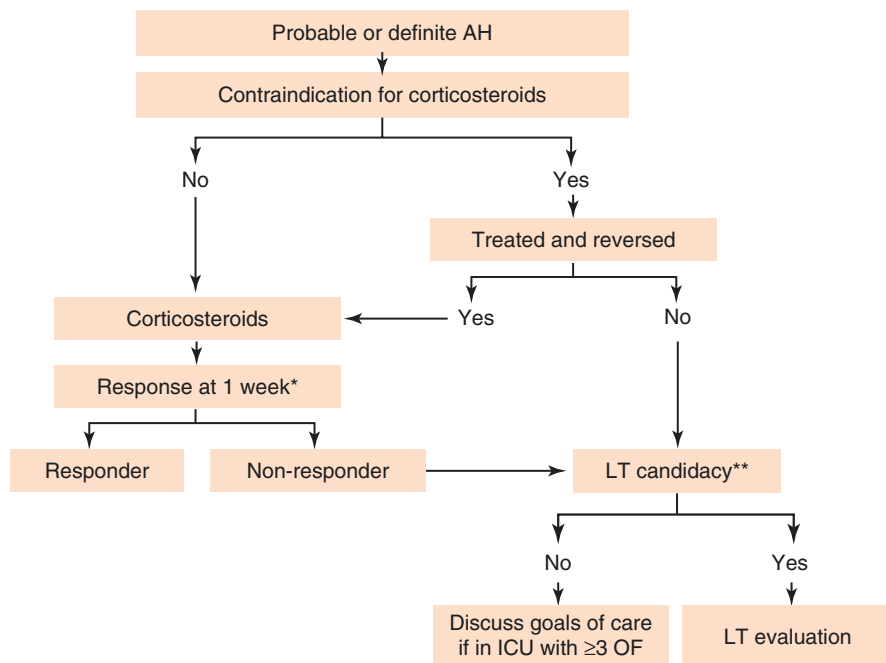 Probable or definite AH
Contraindication for corticosteroids
No
Yes
Treated and reversed
Yes
No
Corticosteroids
Response at 1 week*
Responder
Non-responder
LT candidacy**
No
Yes
Discuss goals of care
if in ICU with ≥3 OF
LT evaluation